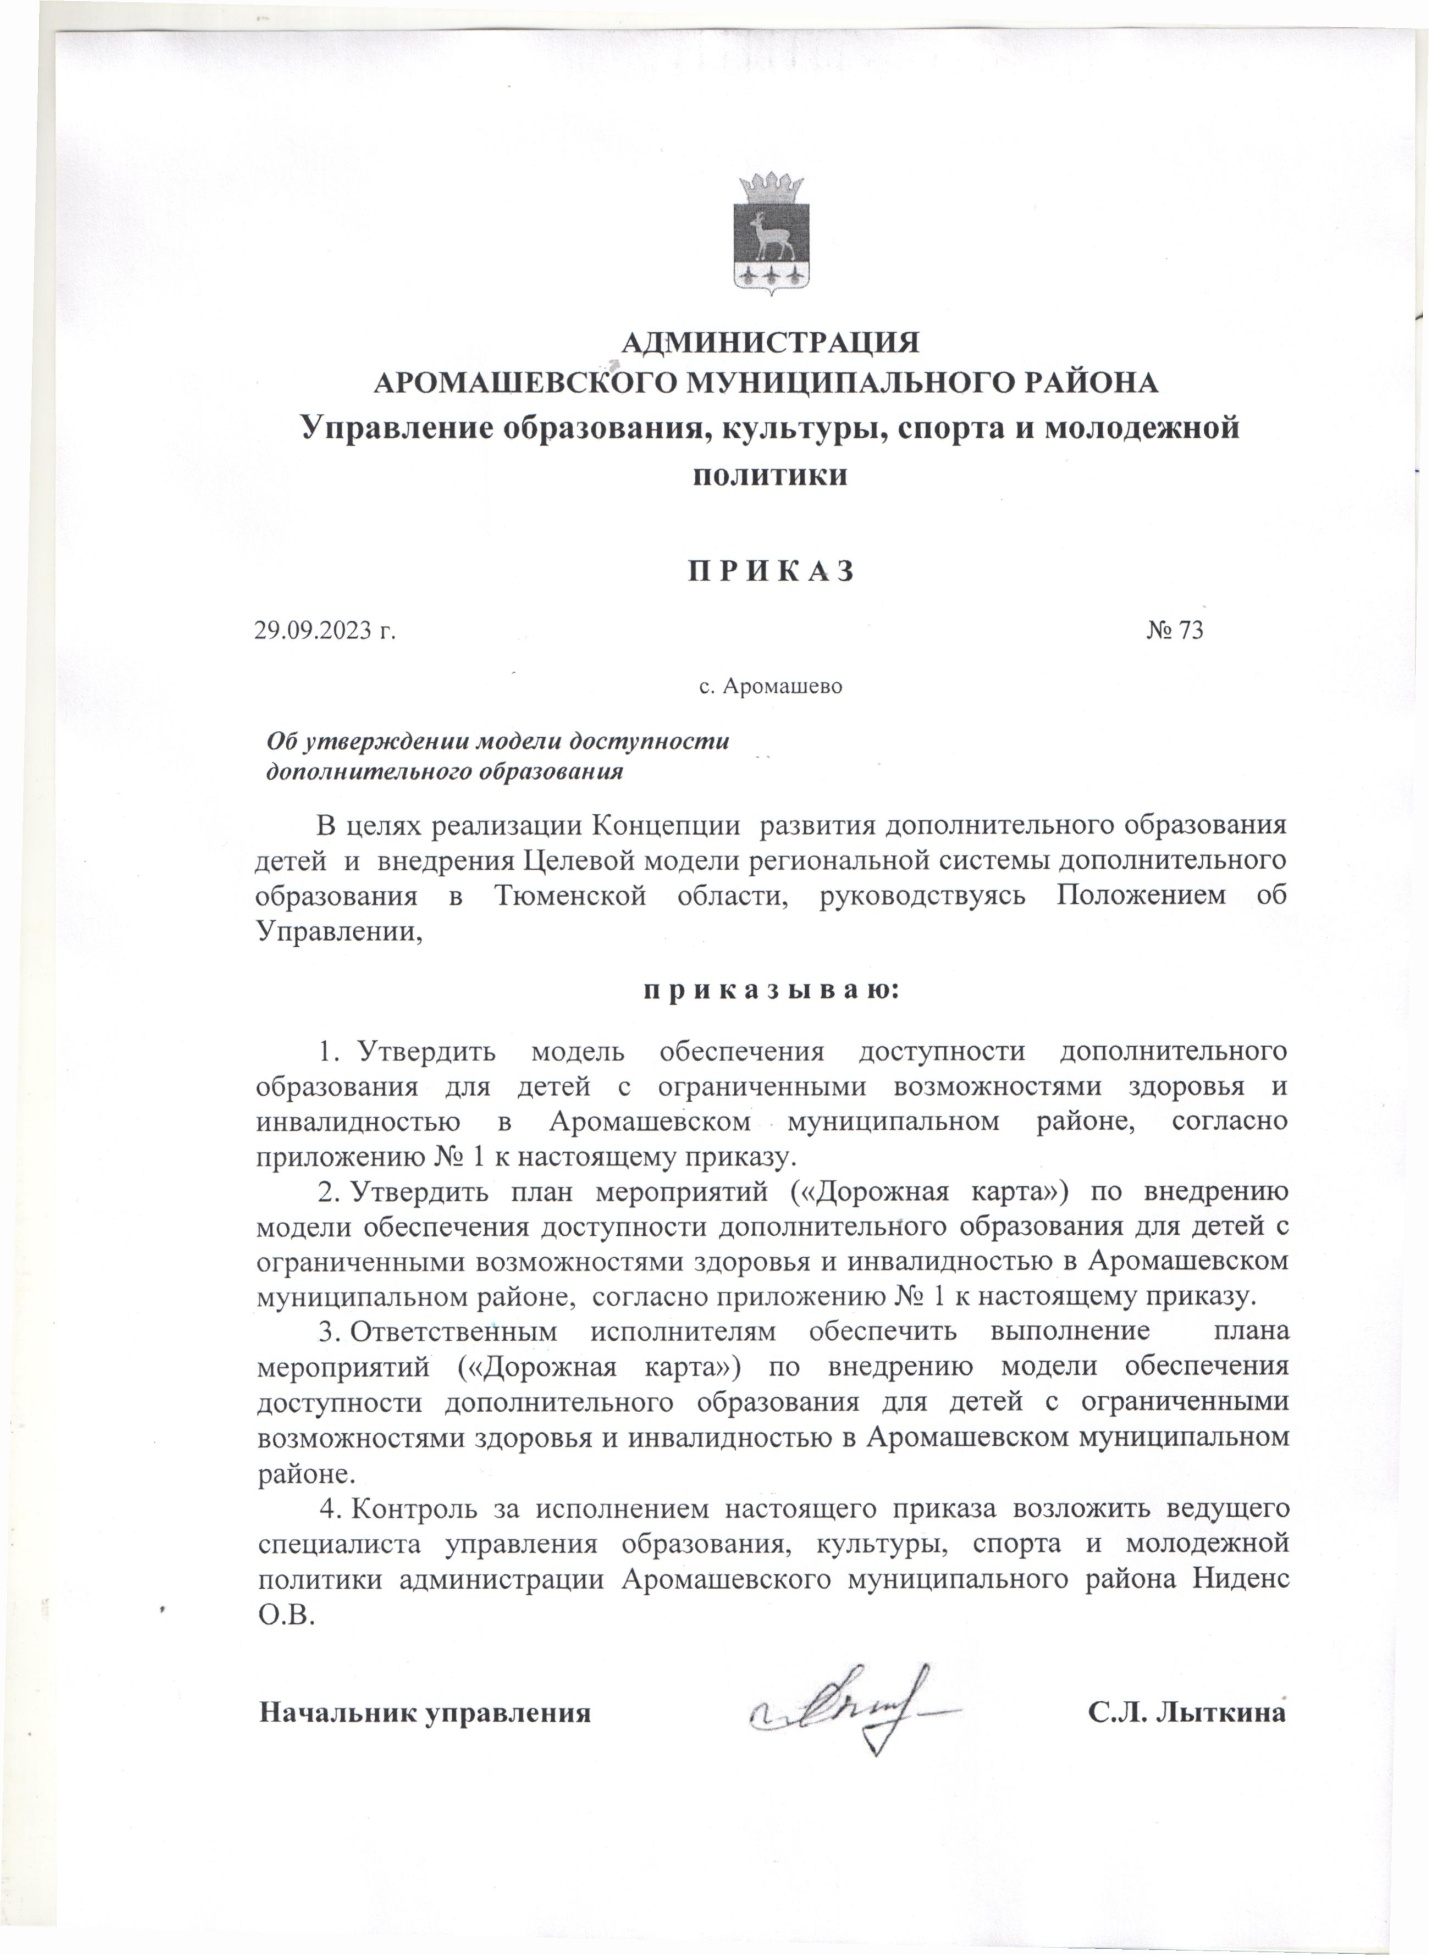 АДМИНИСТРАЦИЯ
АРОМАШЕВСКОГО МУНИЦИПАЛЬНОГО РАЙОНА
Управление образования, культуры, спорта и молодежной
политики
П Р И К А З
29.09.2023 г. № 73
с. Аромашево
Об утверждении модели доступности
дополнительного образования
В целях реализации Концепции развития дополнительного образования
детей и внедрения Целевой модели региональной системы дополнительного
образования в Тюменской области, руководствуясь Положением об
Управлении,
п р и к а з ы в а ю:
1. Утвердить модель обеспечения доступности дополнительного
образования для детей с ограниченными возможностями здоровья и
инвалидностью в Аромашевском муниципальном районе, согласно
приложению № 1 к настоящему приказу.
2. Утвердить план мероприятий («Дорожная карта») по внедрению
модели обеспечения доступности дополнительного образования для детей с
ограниченными возможностями здоровья и инвалидностью в Аромашевском
муниципальном районе, согласно приложению № 1 к настоящему приказу.
3. Ответственным исполнителям обеспечить выполнение плана
мероприятий («Дорожная карта») по внедрению модели обеспечения
доступности дополнительного образования для детей с ограниченными
возможностями здоровья и инвалидностью в Аромашевском муниципальном
районе.
4. Контроль за исполнением настоящего приказа возложить ведущего
специалиста управления образования, культуры, спорта и молодежной
политики администрации Аромашевского муниципального района Ниденс
О.В.
Начальник управления С.Л. Лыткина